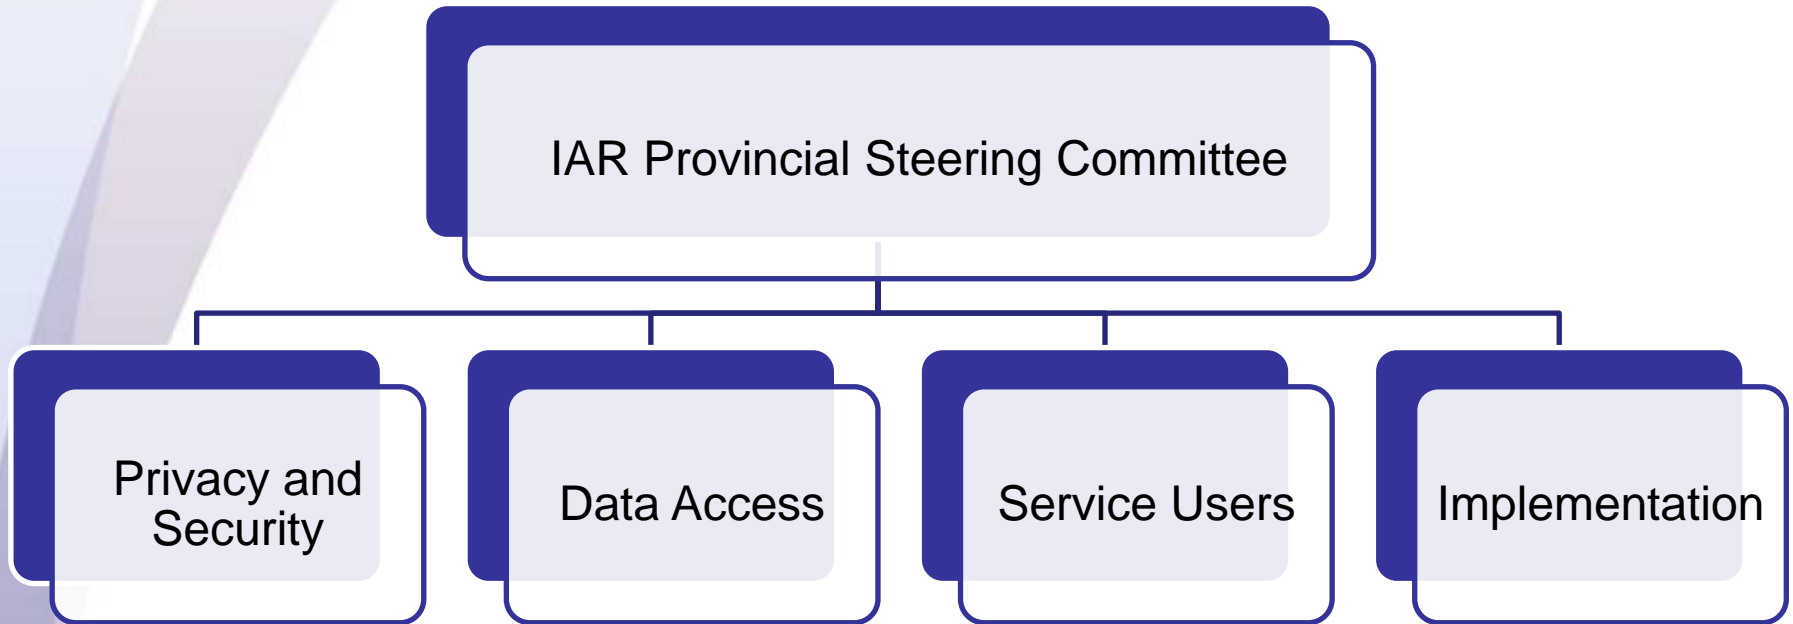 IAR Provincial Steering Committee
Privacy and
Security
Data Access
Service Users
Implementation